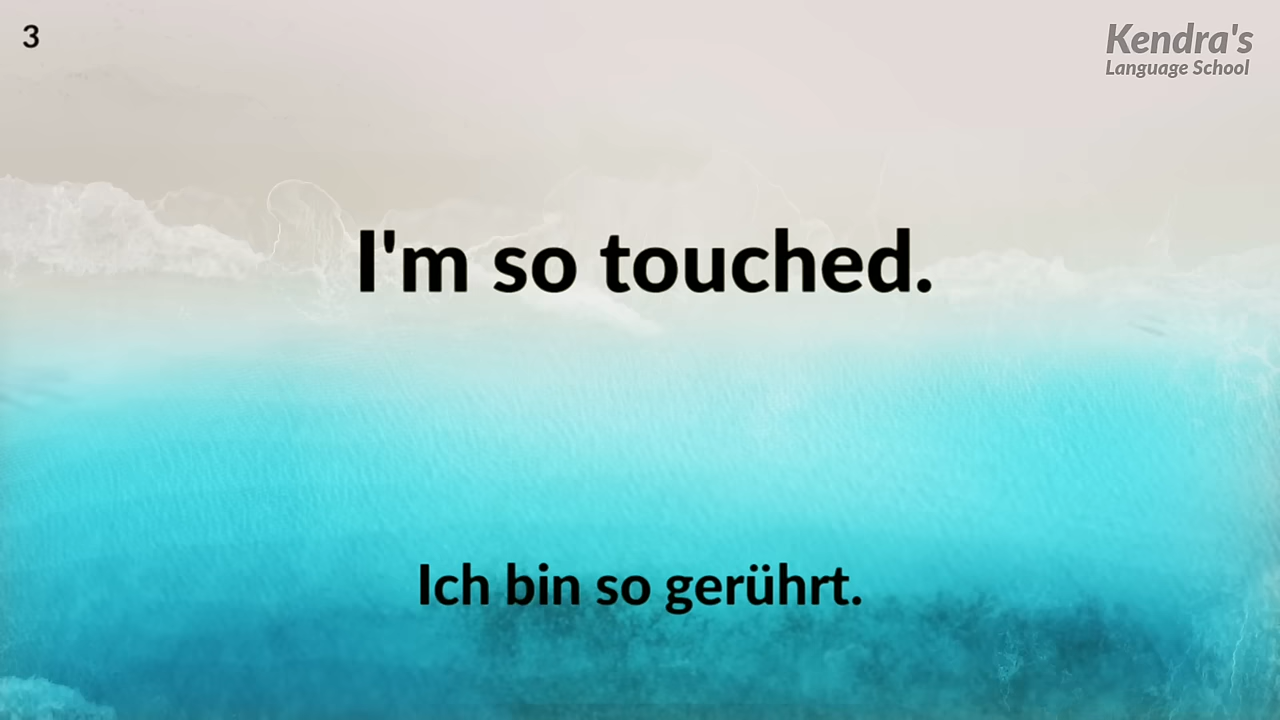 3
Kendra's
Language School
I'm so touched.
Ich bin so gerührt.